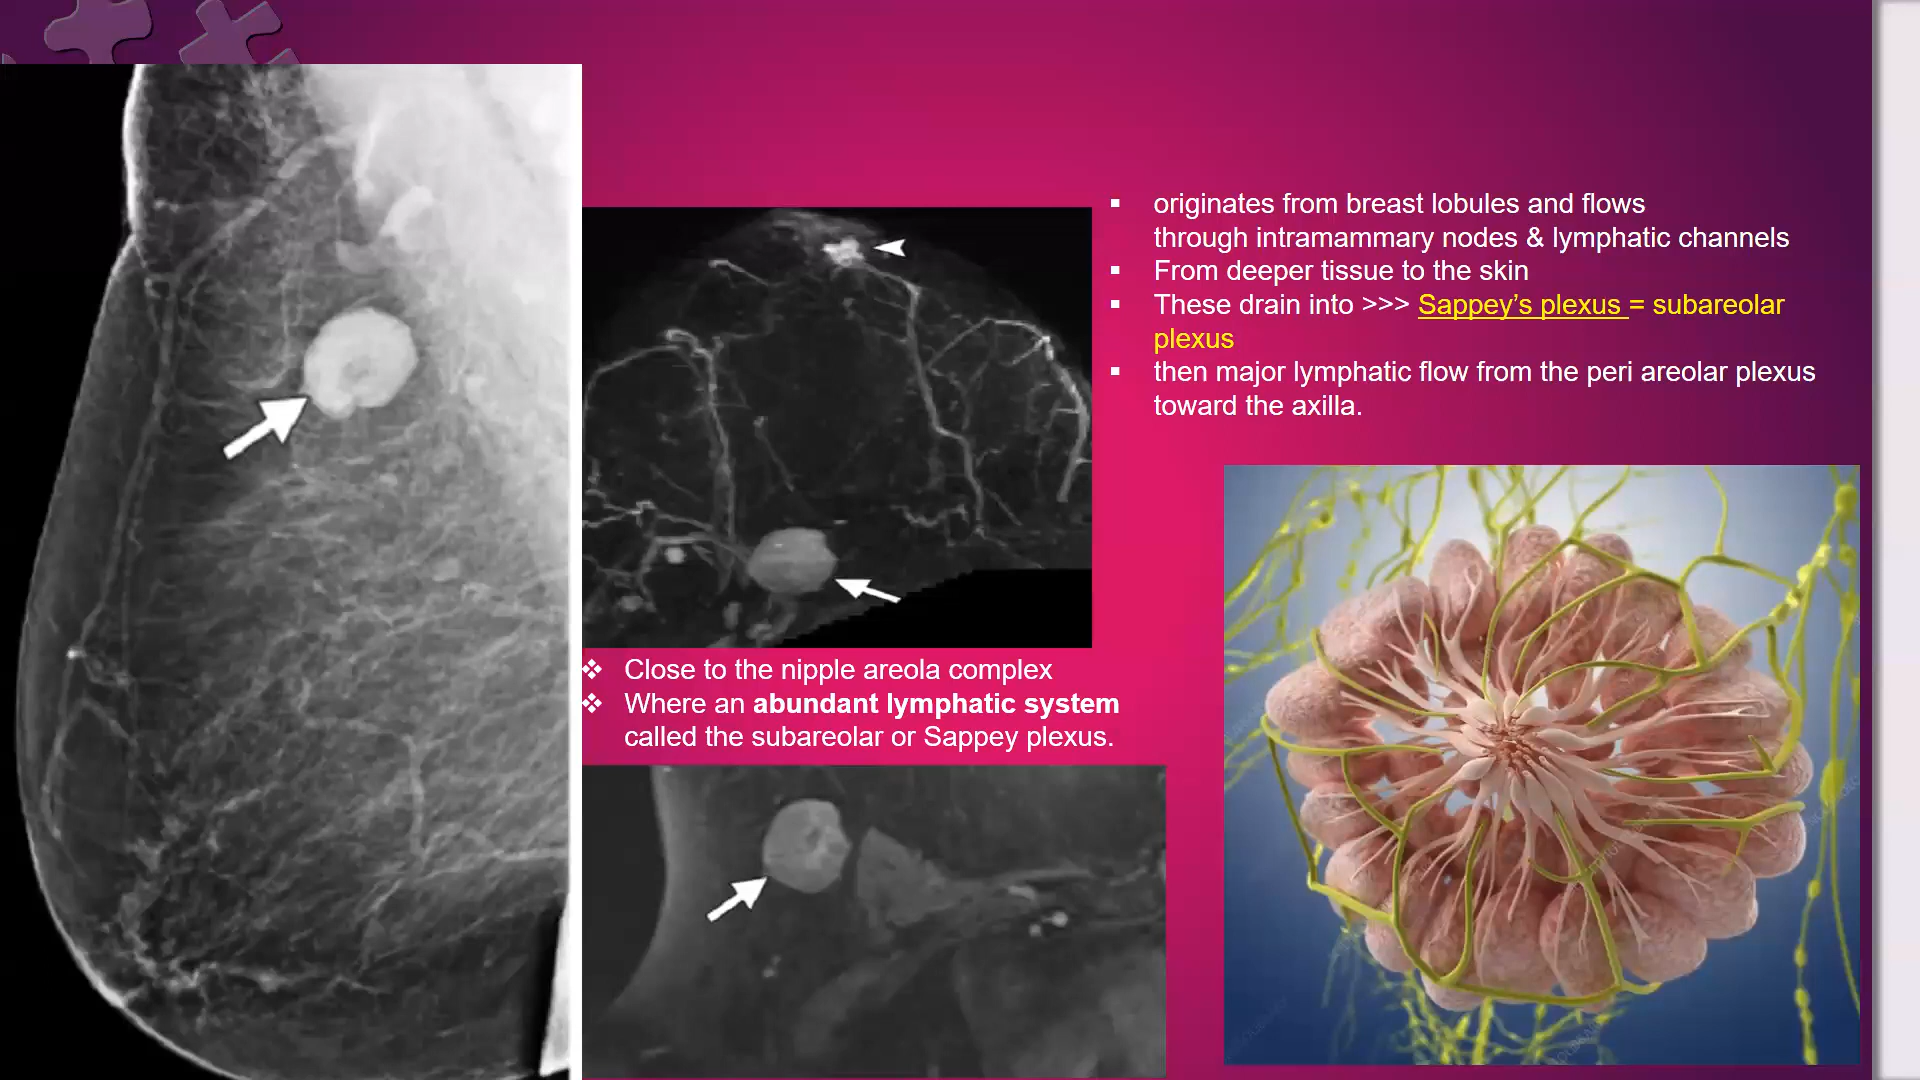 ▪ originates from breast lobules and flows
through intramammary nodes & lymphatic channels
▪ From deeper tissue to the skin
▪ These drain into >>> Sappey’s plexus = subareolar
plexus
▪ then major lymphatic flow from the peri areolar plexus
toward the axilla.
❖ Close to the nipple areola complex
❖ Where an abundant lymphatic system
called the subareolar or Sappey plexus.